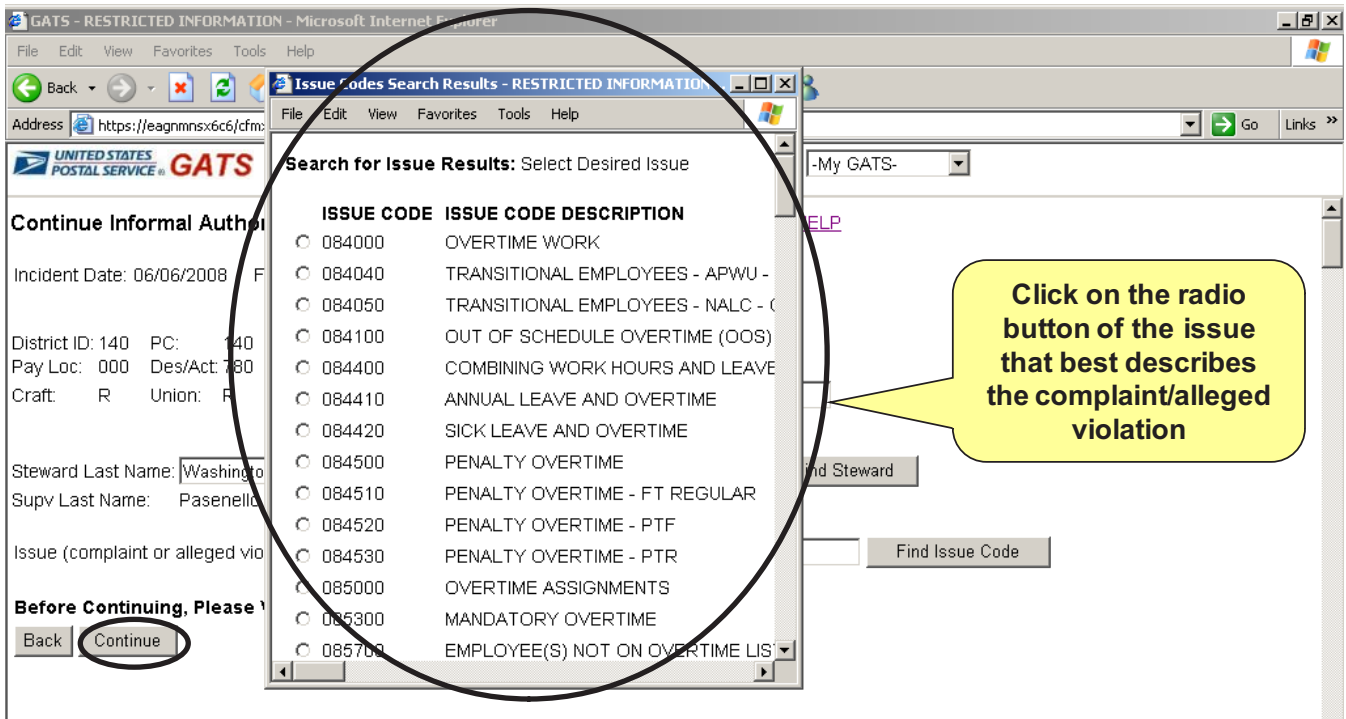 GATS - RESTRICTED INFORMATION - Microsoft Internet Explorer
File Edit View Favorites Tools Help
Back
Address https://eagnmnsx6c6/cfm Go Links »
UNITED STATES
POSTAL SERVICE® GATS
-My GATS-
Continue Informal
Incident Date: 06/06/2008 F
District ID: 140 PC: 140
Pay Loc: 000 Des/Act: 780
Craft: R Union: R
Steward Last Name: Washingto
Supv Last Name: Pasenello
Issue (complaint or alleged vio
Find Issue Code
Before Continuing, Please
Back Continue
Issue Codes Search Results - RESTRICTED INFORMATION
File Edit View Favorites Tools Help
Search for Issue Results: Select Desired Issue
ISSUE CODE ISSUE CODE DESCRIPTION
084000 OVERTIME WORK
084040 TRANSITIONAL EMPLOYEES - APWU -
084050 TRANSITIONAL EMPLOYEES - NALC -
084100 OUT OF SCHEDULE OVERTIME (OOS)
084400 COMBINING WORK HOURS AND LEAVE
084410 ANNUAL LEAVE AND OVERTIME
084420 SICK LEAVE AND OVERTIME
084500 PENALTY OVERTIME
084510 PENALTY OVERTIME - FT REGULAR
084520 PENALTY OVERTIME - PTF
084530 PENALTY OVERTIME - PTR
085000 OVERTIME ASSIGNMENTS
085300 MANDATORY OVERTIME
085700 EMPLOYEE(S) NOT ON OVERTIME LIST
ELP
ind Steward
Click on the radio
button of the issue
that best describes
the complaint/alleged
violation